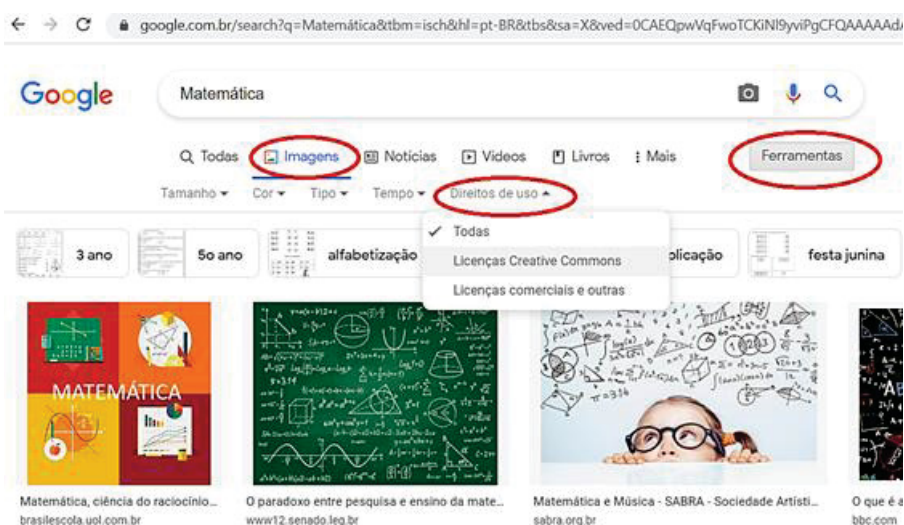 google.com.br/search?q=Matemática&tbm=isch&hl=pt-BR&tbs&sa=X&ved=0CAEQpwVqFwoTCKiNI9yviPgCFQAAAAAdA
Google
Matemática
Todas Imagens Notícias Vídeos Livros Mais Ferramentas
Tamanho Cor Tipo Tempo Direitos de uso
Todas
Licenças Creative Commons
Licenças comerciais e outras
3 ano 5o ano alfabetização plicação festa junina
MATEMÁTICA
Matemática, ciência do raciocínio...
brasilescola.uol.com.br
O paradoxo entre pesquisa e ensino da mate...
www12.senado.leg.br
Matemática e Música - SABRA - Sociedade Artísti...
sabra.org.br
O que é a
bbc.com